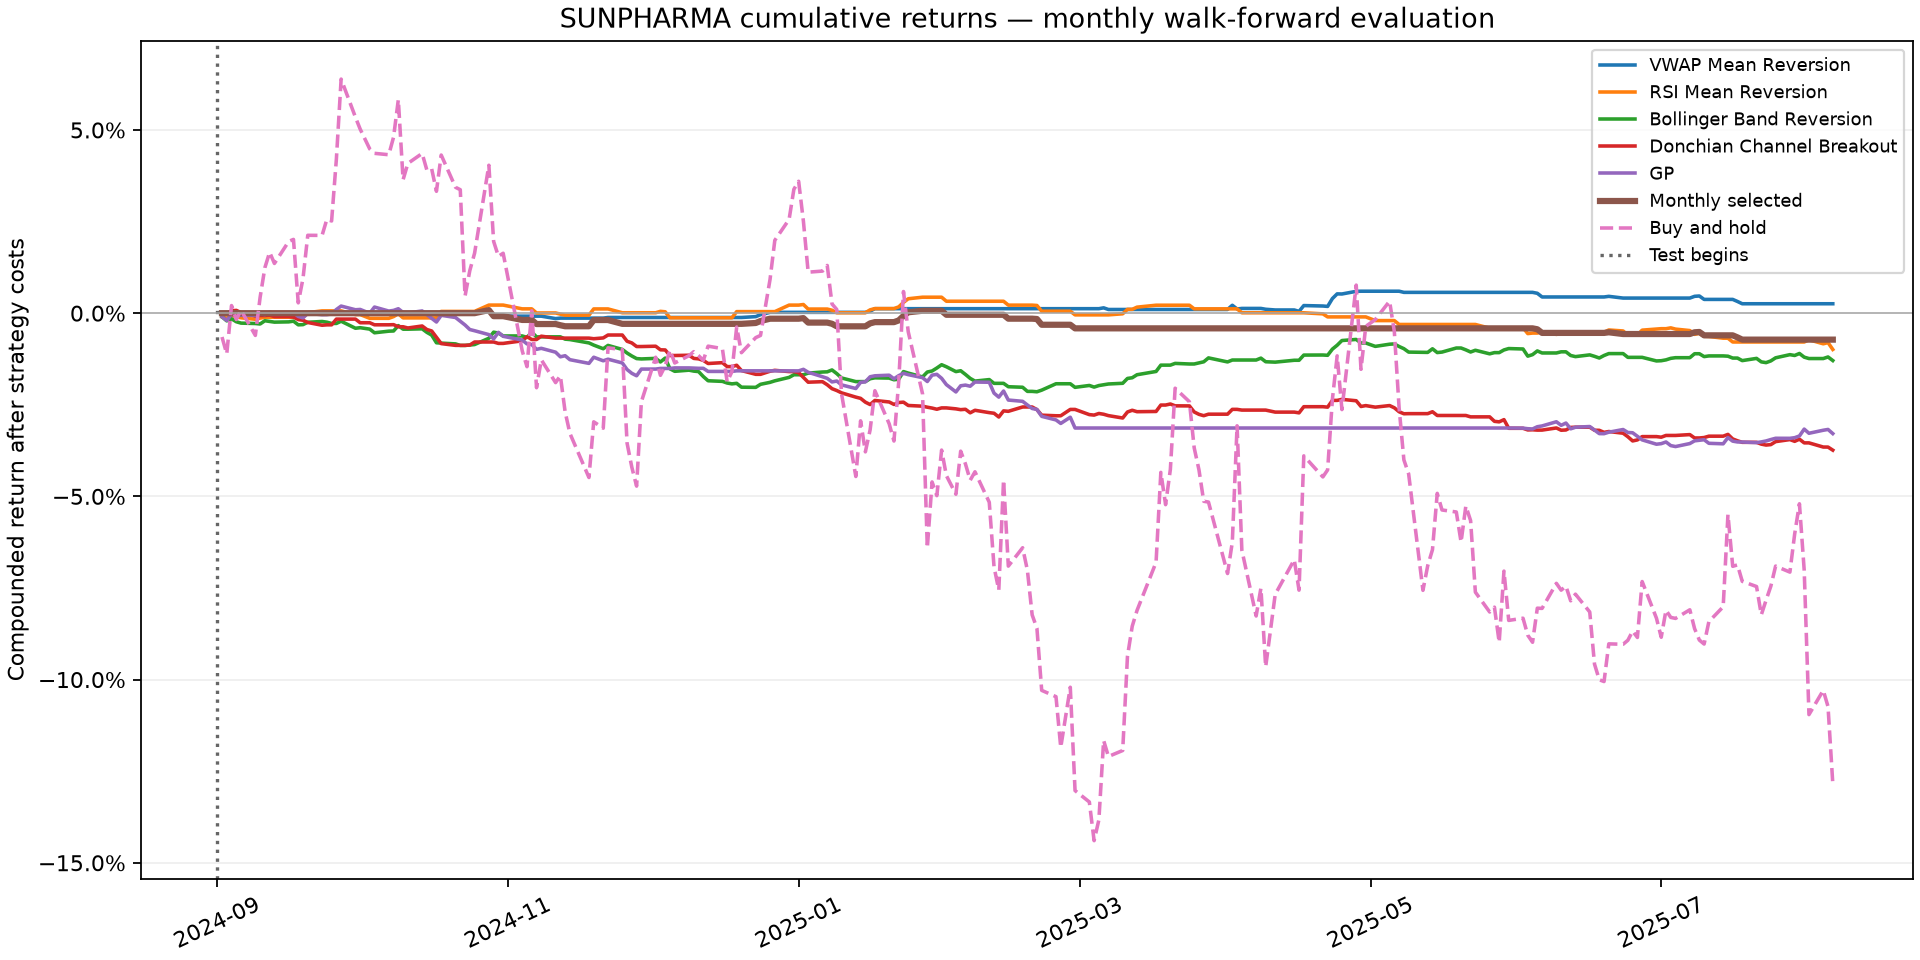 SUNPHARMA cumulative returns — monthly walk-forward evaluation
Compounded return after strategy costs
5.0%
0.0%
−5.0%
−10.0%
−15.0%
2024-09
2024-11
2025-01
2025-03
2025-05
2025-07
VWAP Mean Reversion
RSI Mean Reversion
Bollinger Band Reversion
Donchian Channel Breakout
GP
Monthly selected
Buy and hold
Test begins